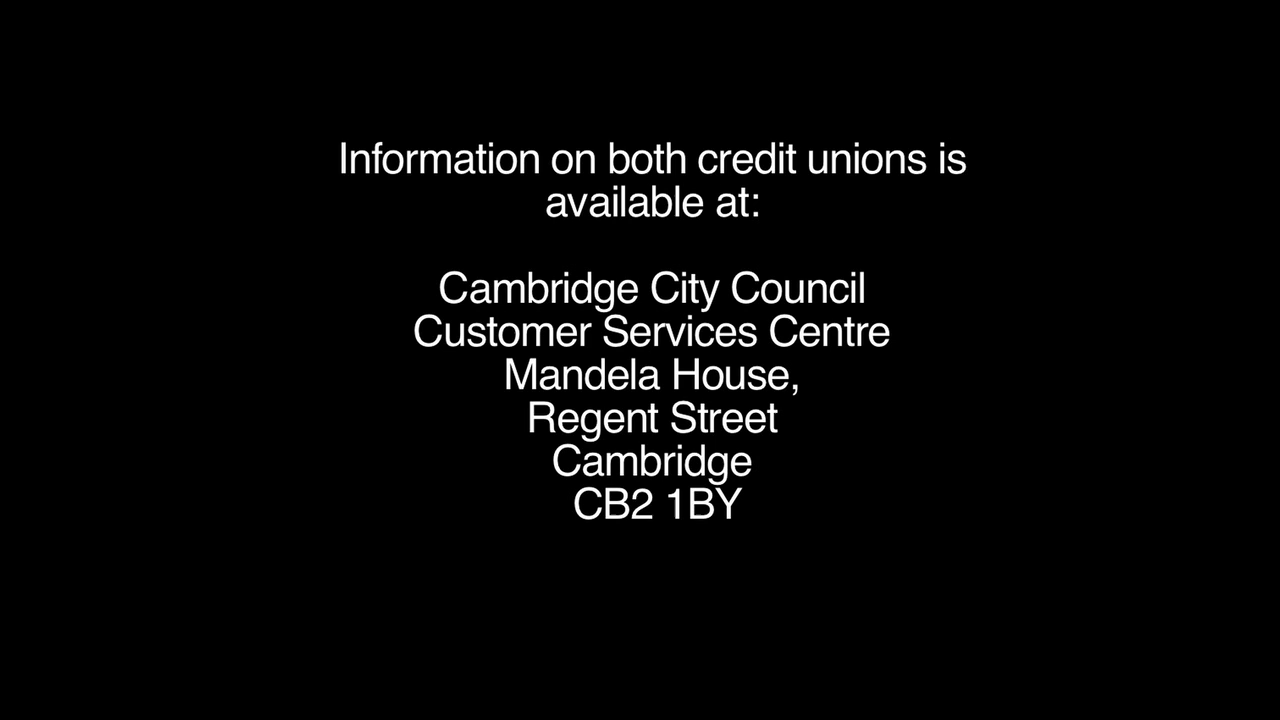 Information on both credit unions is
available at:
Cambridge City Council
Customer Services Centre
Mandela House,
Regent Street
Cambridge
CB2 1BY